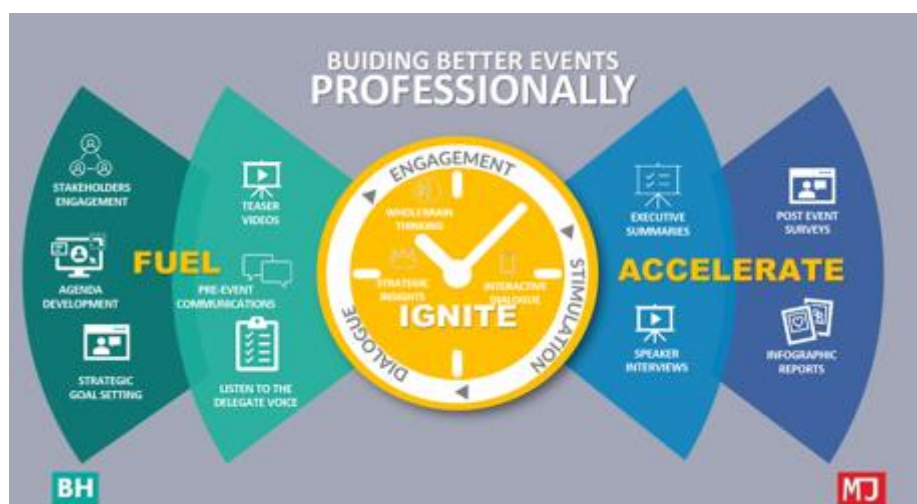 BUIDING BETTER EVENTS
PROFESSIONALLY
STAKEHOLDERS
ENGAGEMENT
AGENDA
DEVELOPMENT
STRATEGIC
GOAL SETTING
FUEL
TEASER
VIDEOS
PRE-EVENT
COMMUNICATIONS
LISTEN TO THE
DELEGATE VOICE
ENGAGEMENT
STIMULATION
DIALOGUE
WHOLEBRAIN
THINKING
STRATEGIC
INSIGHTS
INTERACTIVE
DIALOGUE
IGNITE
EXECUTIVE
SUMMARIES
SPEAKER
INTERVIEWS
ACCELERATE
POST EVENT
SURVEYS
INFOGRAPHIC
REPORTS
BH
MJ